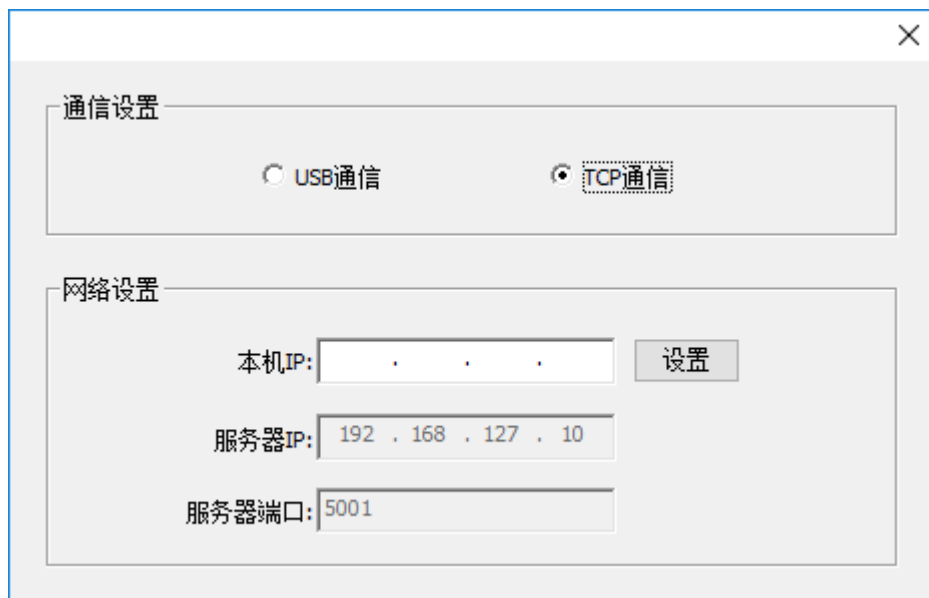 通信设置
USB通信 TCP通信
网络设置
本机IP: . . . 设置
服务器IP: 192 . 168 . 127 . 10
服务器端口: 5001